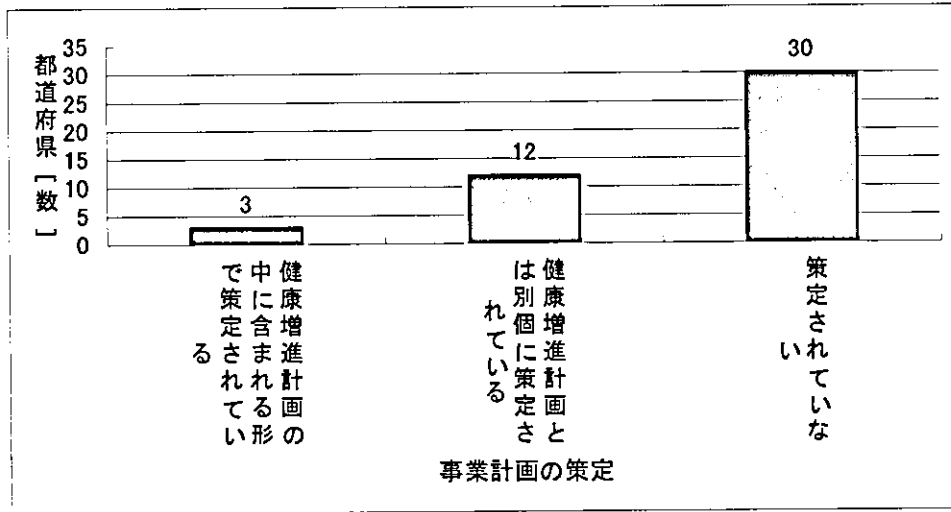 都道府県[数]
35
30
25
20
15
10
5
0
3
12
30
健康増進計画の
中に含まれる形
で策定されてい
る
健康増進計画と
は別個に策定さ
れている
策定されていな
い
事業計画の策定